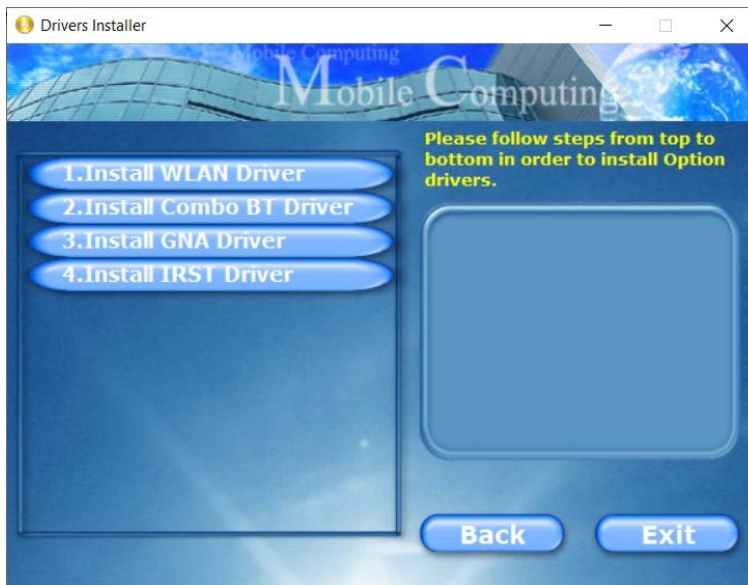 Drivers Installer
Mobile Computing
Mobile Computing
Please follow steps from top to
bottom in order to install Option
drivers.
1.Install WLAN Driver
2.Install Combo BT Driver
3.Install GNA Driver
4.Install IRST Driver
Back
Exit